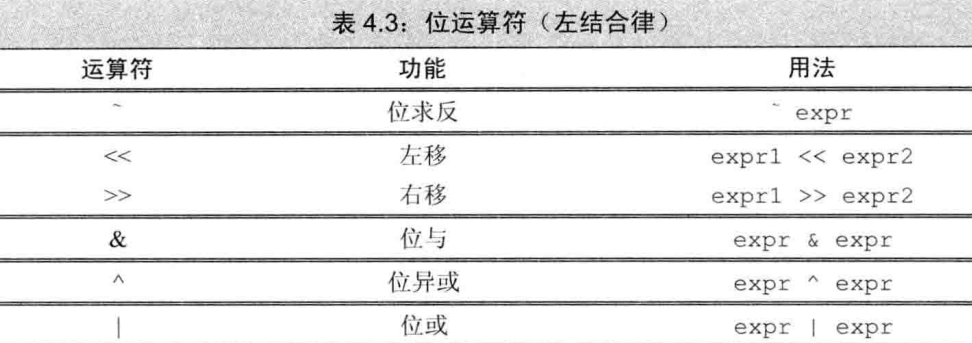 表 4.3：位运算符（左结合律）
运算符 功能 用法
~ 位求反 ~ expr
<< 左移 expr1 << expr2
>> 右移 expr1 >> expr2
& 位与 expr & expr
^ 位异或 expr ^ expr
| 位或 expr | expr